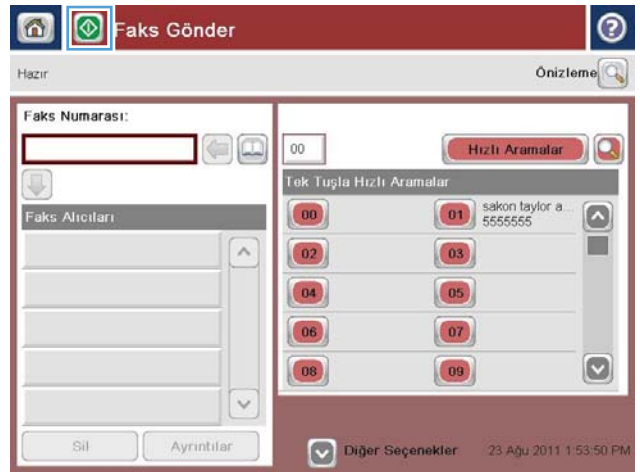 Faks Gönder
Hazır
Önizleme
Faks Numarası:
00
Hızlı Aramalar
Tek Tuşla Hızlı Aramalar
Faks Alıcıları
00
01
sakon taylor a...
5555555
02
03
04
05
06
07
08
09
Sil
Ayrıntılar
Diğer Seçenekler
23 Ağu 2011 1:53:50 PM